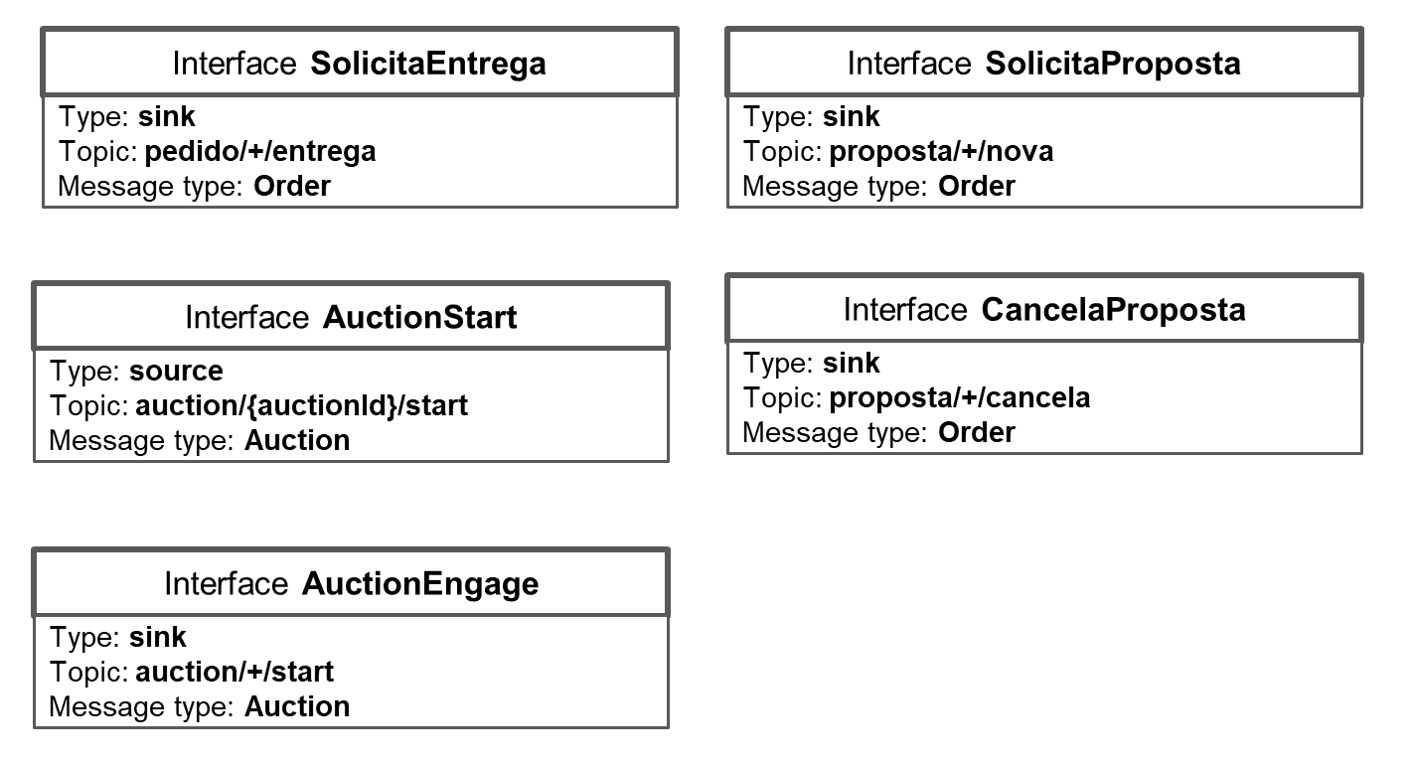 Interface SolicitaEntrega
Type: sink
Topic: pedido/+/entrega
Message type: Order
Interface SolicitaProposta
Type: sink
Topic: proposta/+/nova
Message type: Order
Interface AuctionStart
Type: source
Topic: auction/{auctionId}/start
Message type: Auction
Interface CancelaProposta
Type: sink
Topic: proposta/+/cancela
Message type: Order
Interface AuctionEngage
Type: sink
Topic: auction/+/start
Message type: Auction